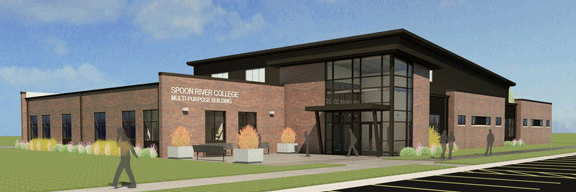 SPOON RIVER COLLEGE
MULTI-PURPOSE BUILDING